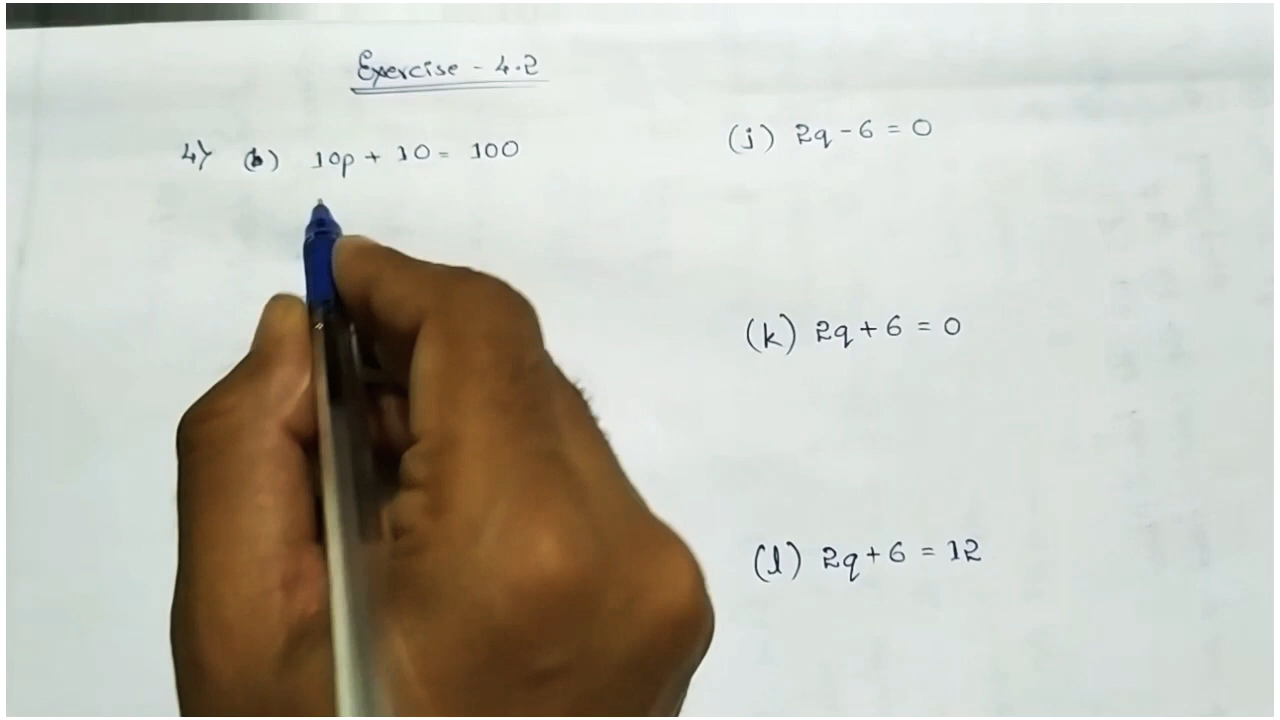 Exercise - 4.2
4) (b) 10p + 10 = 100
(j) 2q - 6 = 0
(k) 2q + 6 = 0
(l) 2q + 6 = 12